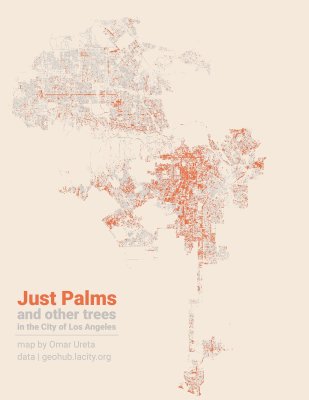 Just Palms
and other trees
in the City of Los Angeles
map by Omar Ureta
data | geohub.lacity.org